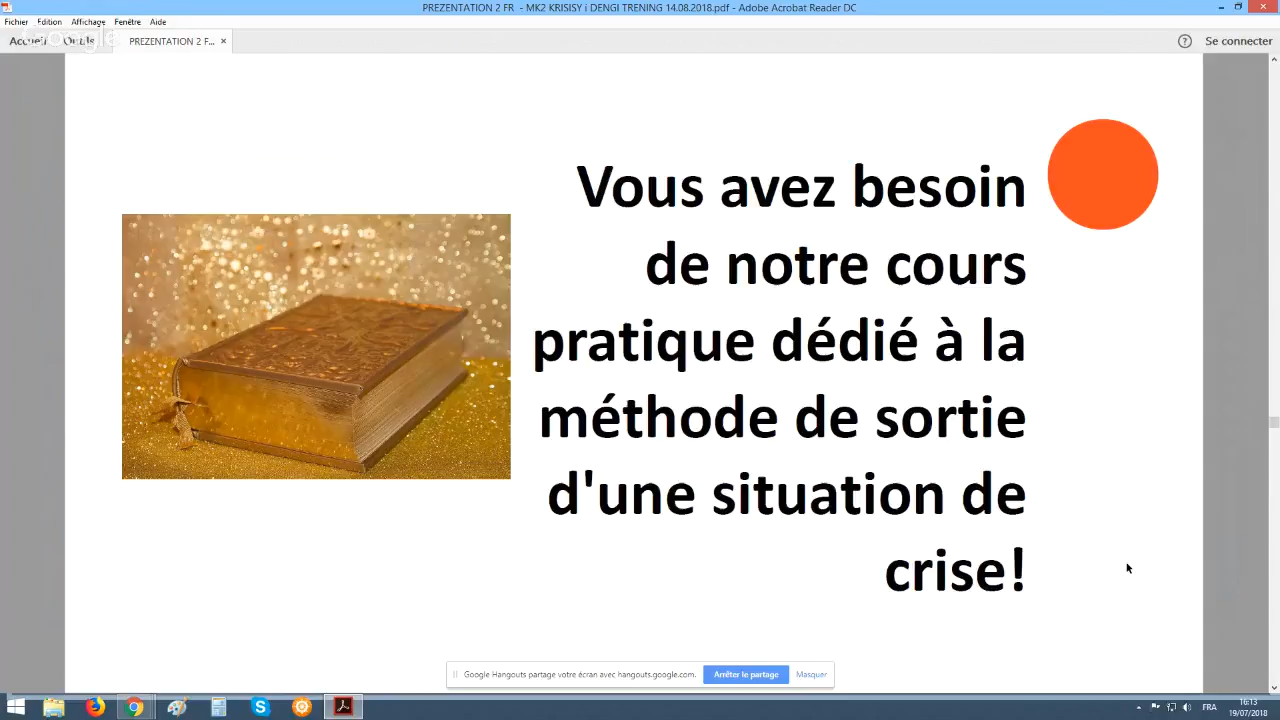 PREZENTATION 2 FR - MK2 KRISISY i DENGI TRENING 14.08.2018.pdf - Adobe Acrobat Reader DC
Fichier Edition Affichage Fenêtre Aide
Accueil Outils PREZENTATION 2 F... × ? Se connecter
Google
Vous avez besoin
de notre cours
pratique dédié à la
méthode de sortie
d'une situation de
crise!
Google Hangouts partage votre écran avec hangouts.google.com. Arrêter le partage Masquer
FRA 16:13
19/07/2018